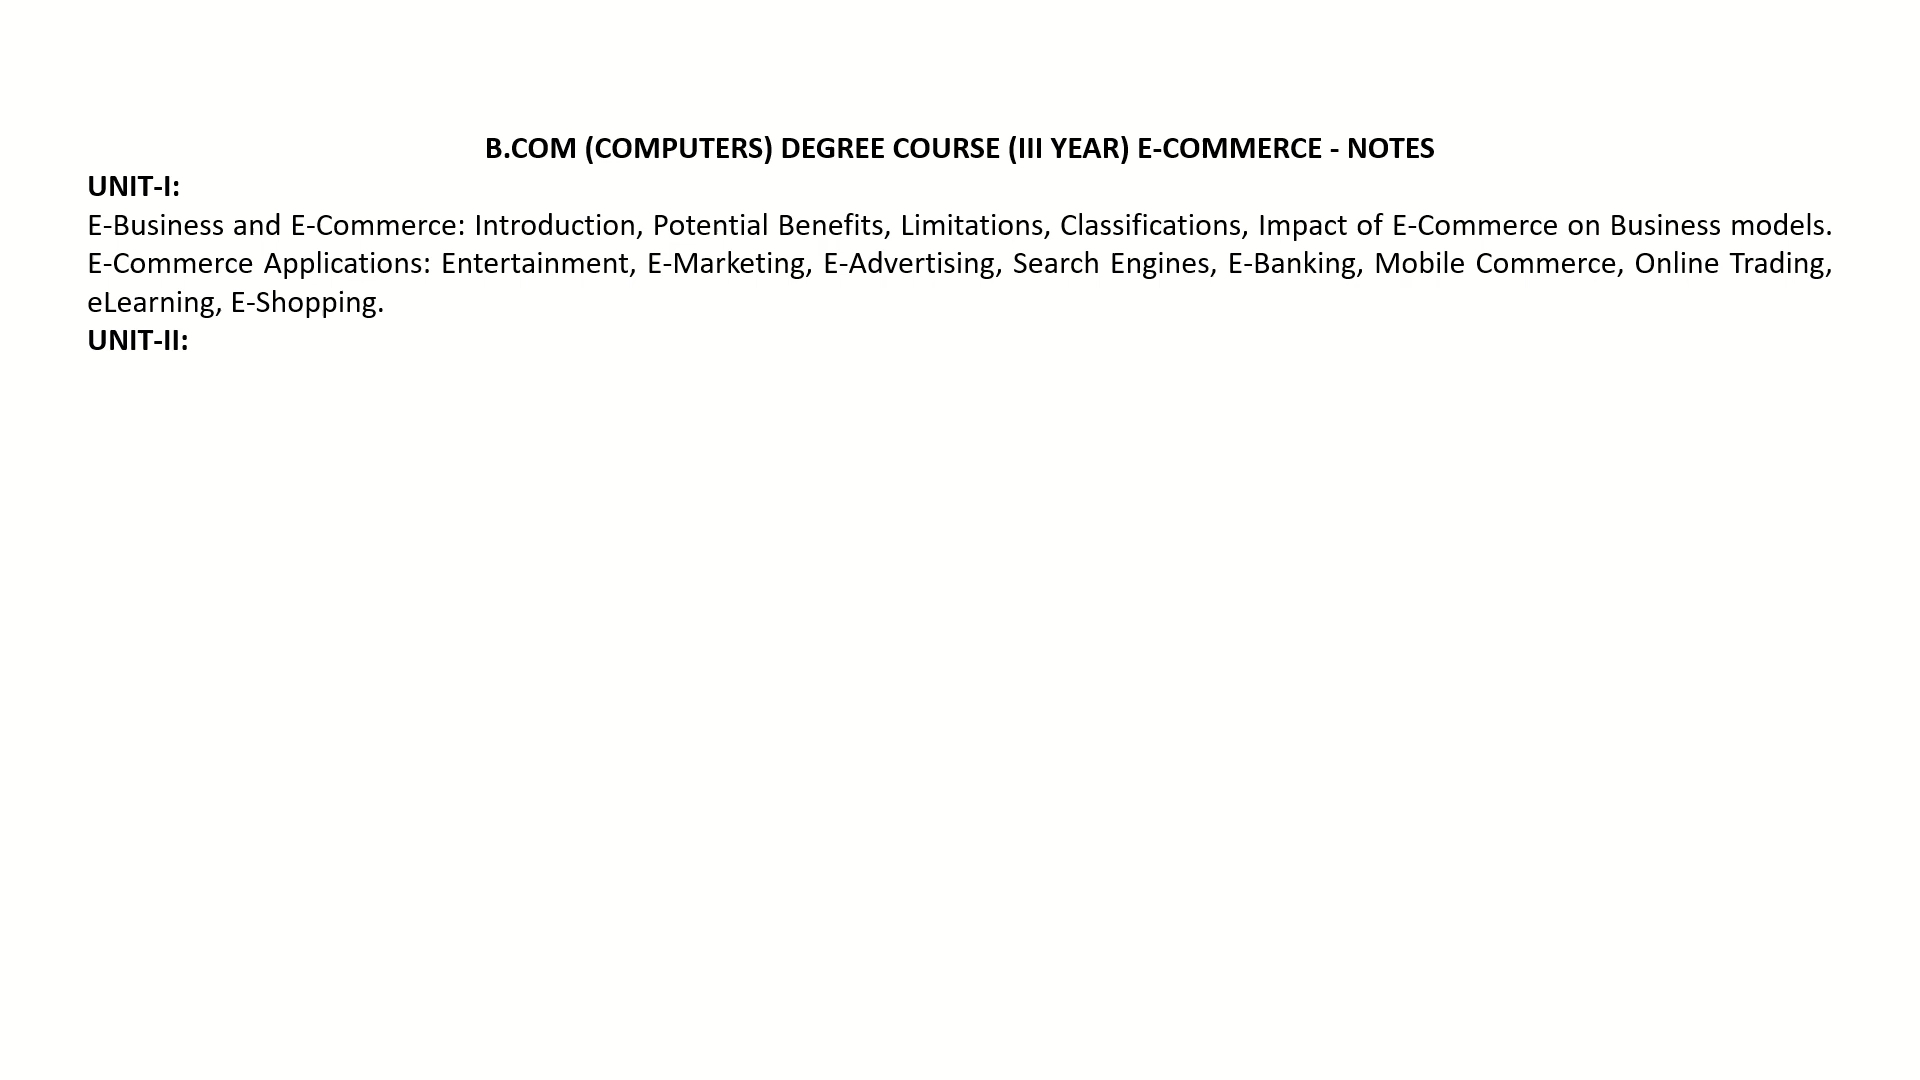 B.COM (COMPUTERS) DEGREE COURSE (III YEAR) E-COMMERCE - NOTES
UNIT-I:
E-Business and E-Commerce: Introduction, Potential Benefits, Limitations, Classifications, Impact of E-Commerce on Business models.
E-Commerce Applications: Entertainment, E-Marketing, E-Advertising, Search Engines, E-Banking, Mobile Commerce, Online Trading,
eLearning, E-Shopping.
UNIT-II: